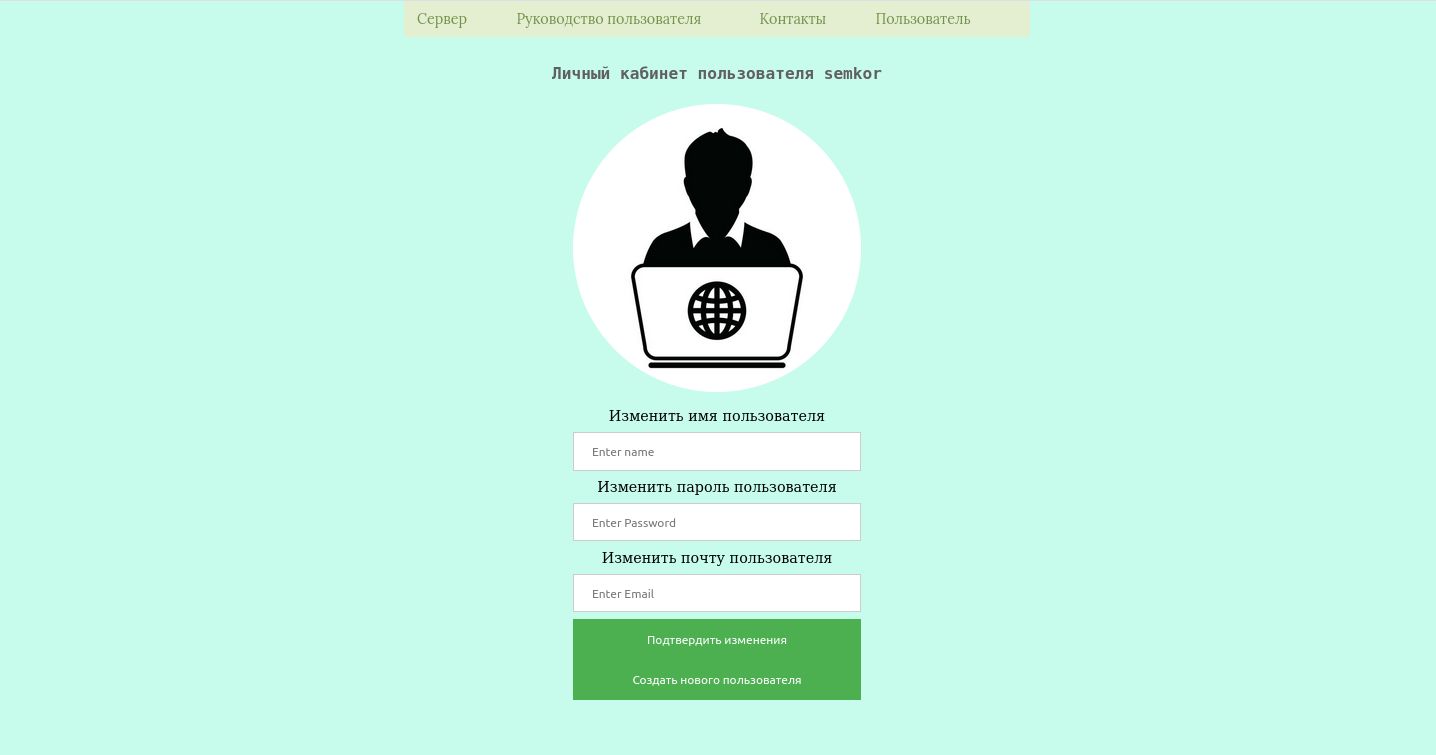 Сервер Руководство пользователя Контакты Пользователь
Личный кабинет пользователя semkor
Изменить имя пользователя
Enter name
Изменить пароль пользователя
Enter Password
Изменить почту пользователя
Enter Email
Подтвердить изменения
Создать нового пользователя